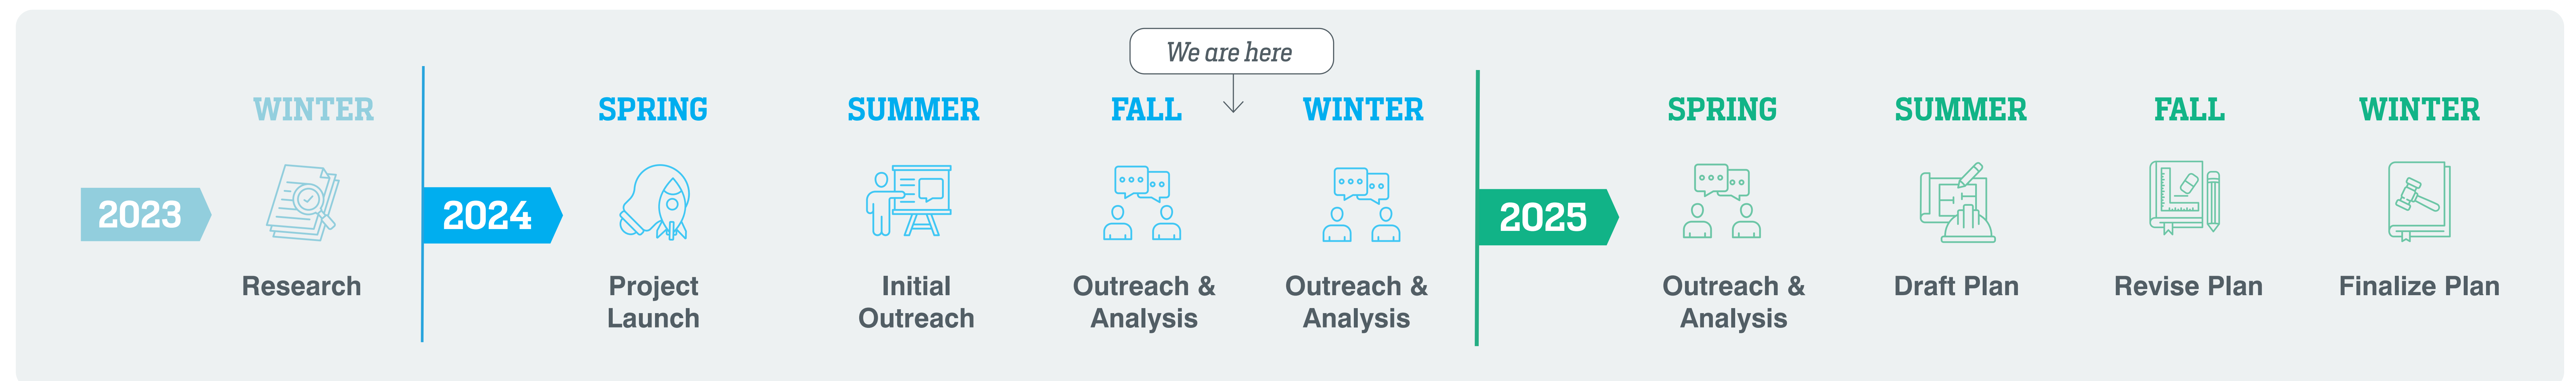 We are here
2023
WINTER
Research
2024
SPRING
Project
Launch
SUMMER
Initial
Outreach
FALL
Outreach &
Analysis
WINTER
Outreach &
Analysis
2025
SPRING
Outreach &
Analysis
SUMMER
Draft Plan
FALL
Revise Plan
WINTER
Finalize Plan